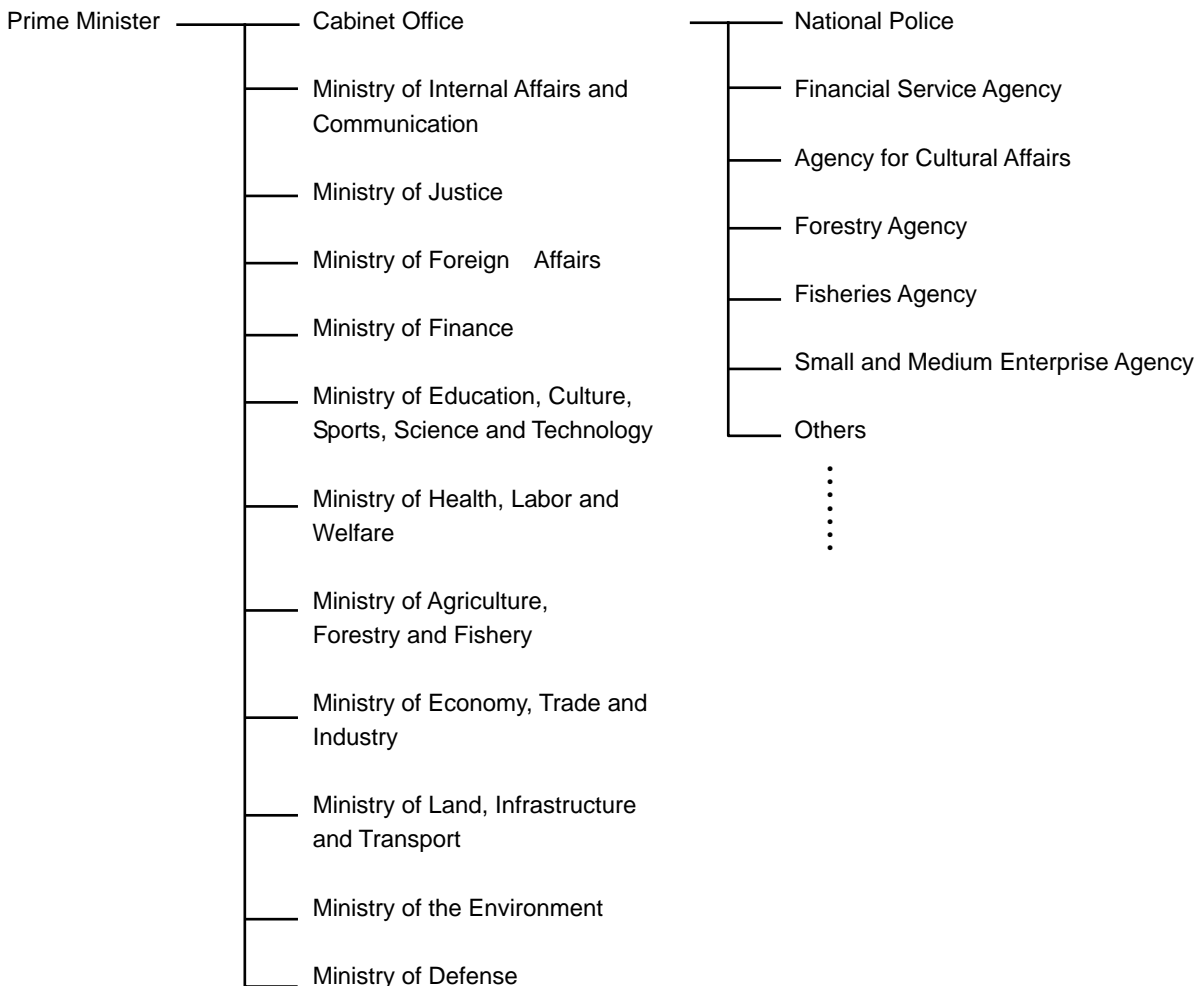 Prime Minister
Cabinet Office
Ministry of Internal Affairs and
Communication
Ministry of Justice
Ministry of Foreign Affairs
Ministry of Finance
Ministry of Education, Culture,
Sports, Science and Technology
Ministry of Health, Labor and
Welfare
Ministry of Agriculture,
Forestry and Fishery
Ministry of Economy, Trade and
Industry
Ministry of Land, Infrastructure
and Transport
Ministry of the Environment
Ministry of Defense
National Police
Financial Service Agency
Agency for Cultural Affairs
Forestry Agency
Fisheries Agency
Small and Medium Enterprise Agency
Others